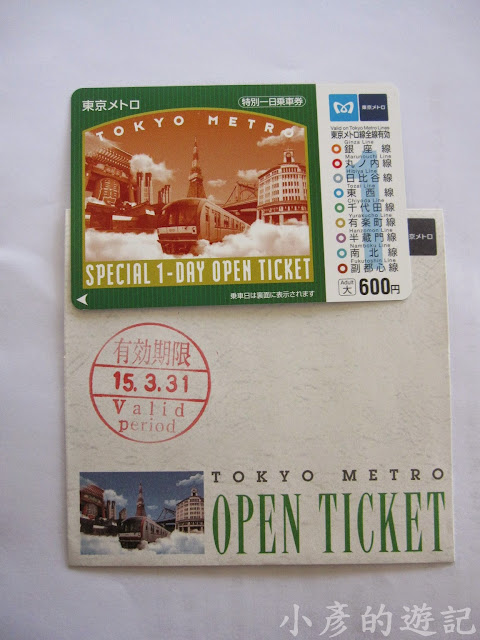 東京メトロ
特別一日乗車券
東京メトロ
TOKYO METRO
SPECIAL 1-DAY OPEN TICKET
乗車日は裏面に表示されます
Valid on Tokyo Metro Lines
東京メトロ線全線有効
Ginza Line
銀座線
Marunouchi Line
丸ノ内線
Hibiya Line
日比谷線
Tozai Line
東西線
Chiyoda Line
千代田線
Yurakucho Line
有楽町線
Hanzomon Line
半蔵門線
Namboku Line
南北線
Fukutoshin Line
副都心線
Adult
大
600円
京メトロ
有効期限
15.3.31
Valid
period
TOKYO METRO
OPEN TICKET
小彥的遊記